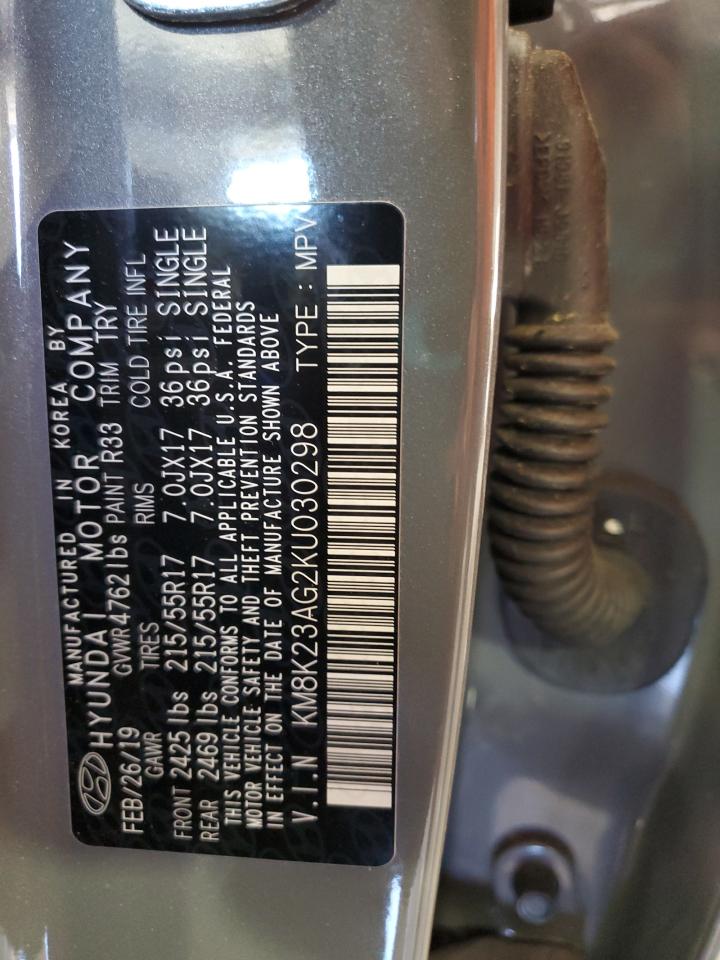 MANUFACTURED IN KOREA BY
HYUNDAI MOTOR COMPANY
FEB/26/19 GVWR 4762 lbs PAINT R33 TRIM TRY
GAWR TIRES RIMS COLD TIRE INFL
FRONT 2425 lbs 215/55R17 7.0JX17 36psi SINGLE
REAR 2469 lbs 215/55R17 7.0JX17 36psi SINGLE
THIS VEHICLE CONFORMS TO ALL APPLICABLE U.S.A. FEDERAL
MOTOR VEHICLE SAFETY AND THEFT PREVENTION STANDARDS
IN EFFECT ON THE DATE OF MANUFACTURE SHOWN ABOVE
V.I.N KM8K23AG2KU030298 TYPE : MPV